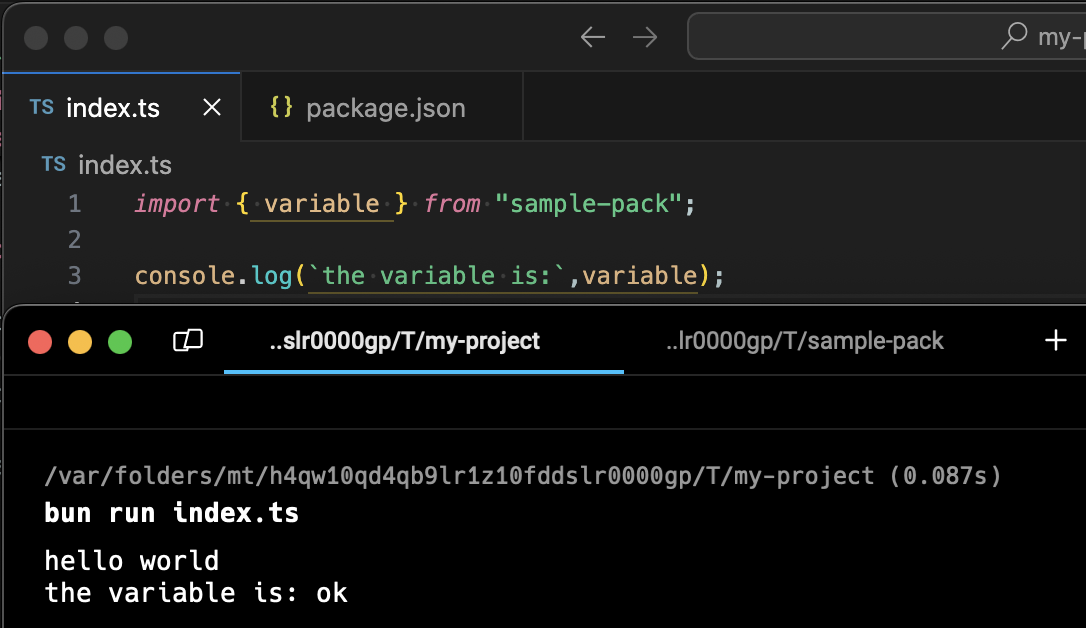 my-p
TS index.ts
{} package.json
TS index.ts
1 import { variable } from "sample-pack";
2
3 console.log(`the variable is:`,variable);
..slr0000gp/T/my-project
..lr0000gp/T/sample-pack
/var/folders/mt/h4qw10qd4qb9lr1z10fddslr0000gp/T/my-project (0.087s)
bun run index.ts
hello world
the variable is: ok